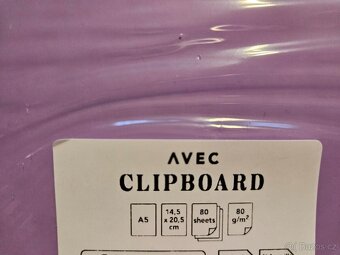 AVEC
CLIPBOARD
A5
14,5
x 20,5
cm
80
sheets
80
g/m²